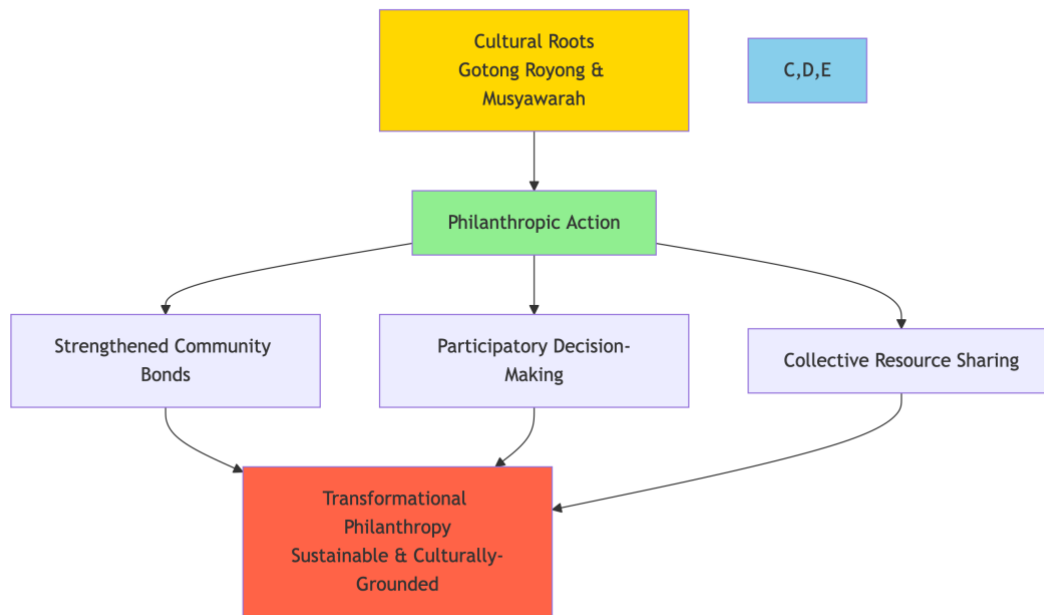 Cultural Roots
Gotong Royong &
Musyawarah
C,D,E
Philanthropic Action
Strengthened Community
Bonds
Participatory Decision-
Making
Collective Resource Sharing
Transformational
Philanthropy
Sustainable & Culturally-
Grounded